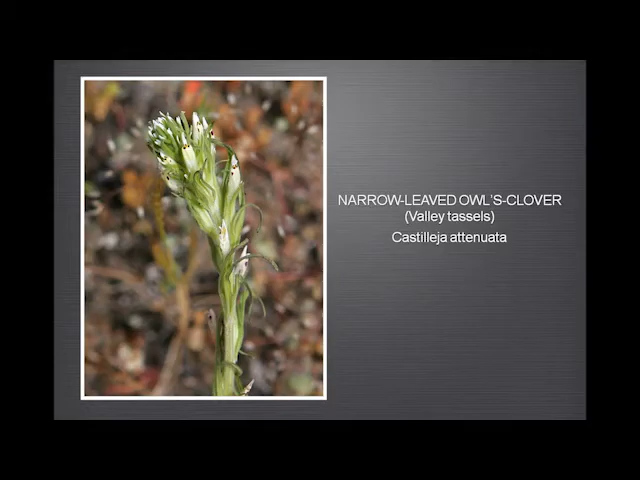 NARROW-LEAVED OWL'S-CLOVER
(Valley tassels)
Castilleja attenuata